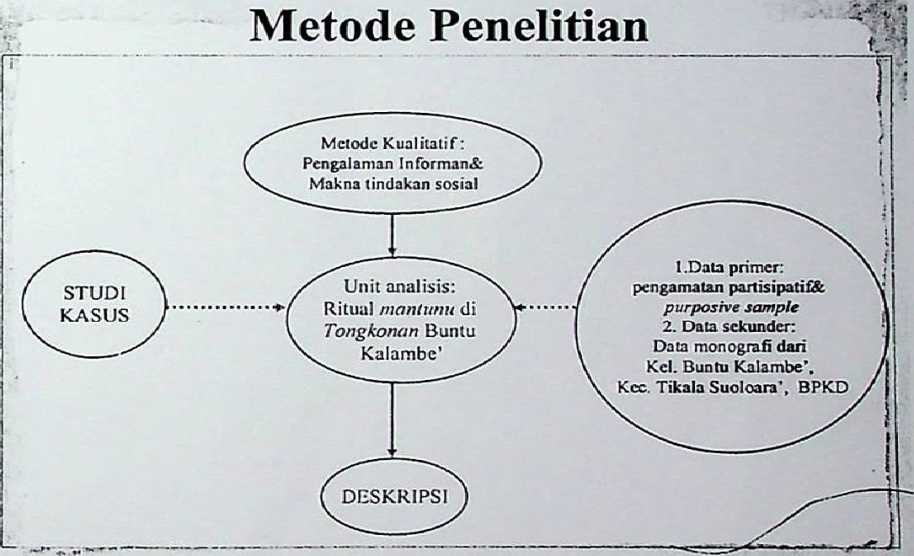 Metode Penelitian
Metode Kualitatif :
Pengalaman Informan&
Makna tindakan sosial
STUDI
KASUS
Unit analisis:
Ritual mantunu di
Tongkonan Buntu
Kalambe'
1.Data primer:
pengamatan partisipatif&
purposive sample
2. Data sekunder:
Data monografi dari
Kel. Buntu Kalambe',
Kec. Tikala Suoloara', BPKD
DESKRIPSI